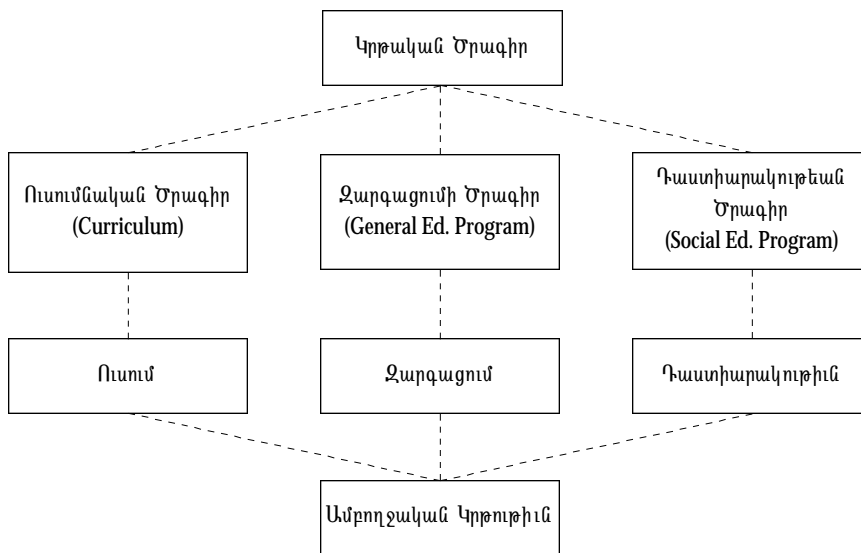 Կրթական Ծրագիր
Ուսումնական Ծրագիր
(Curriculum)
Զարգացումի Ծրագիր
(General Ed. Program)
Դաստիարակութեան
Ծրագիր
(Social Ed. Program)
Ուսում
Զարգացում
Դաստիարակութիւն
Ամբողջական Կրթութիւն